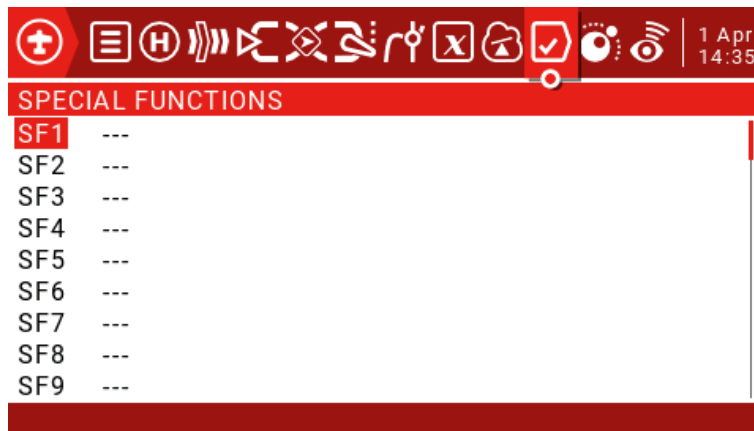 1 Apr
14:35
SPECIAL FUNCTIONS
SF1 ---
SF2 ---
SF3 ---
SF4 ---
SF5 ---
SF6 ---
SF7 ---
SF8 ---
SF9 ---